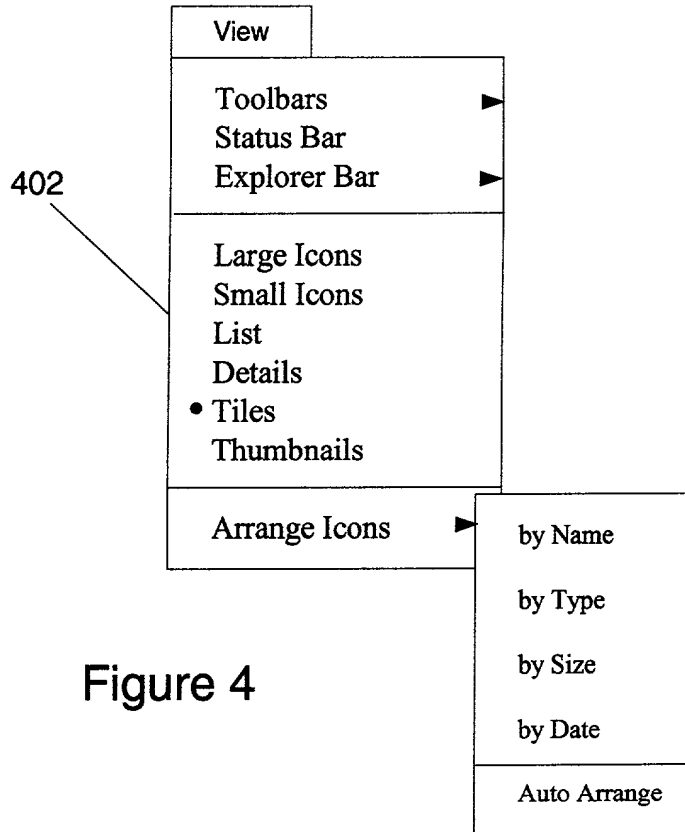 View
Toolbars
Status Bar
Explorer Bar
402
Large Icons
Small Icons
List
Details
• Tiles
Thumbnails
Arrange Icons
by Name
by Type
by Size
by Date
Auto Arrange
Figure 4